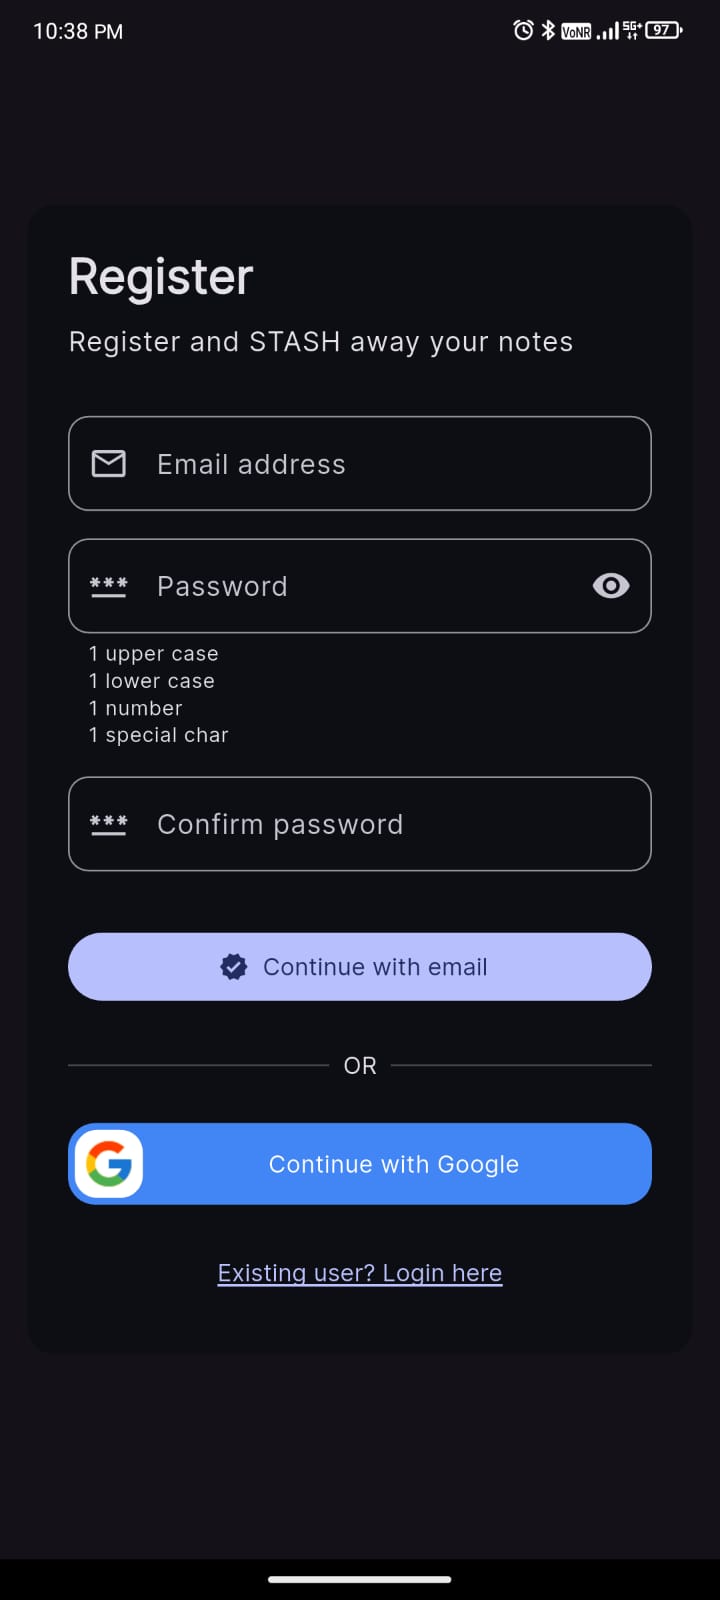 10:38 PM VoNR 5G+ 97
Register
Register and STASH away your notes
Email address
*** Password
1 upper case
1 lower case
1 number
1 special char
*** Confirm password
Continue with email
OR
G Continue with Google
Existing user? Login here